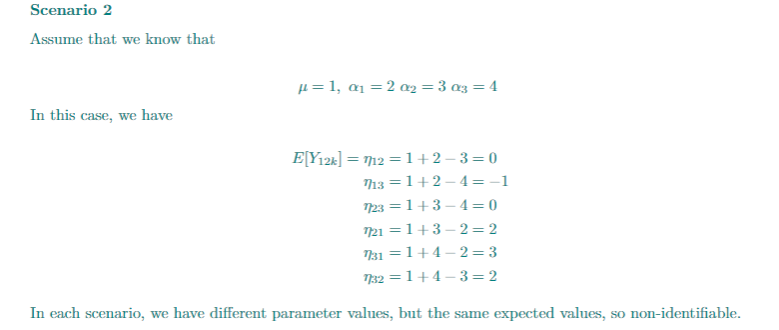 Scenario 2
Assume that we know that
μ = 1, α₁ = 2 α₂ = 3 α₃ = 4
In this case, we have
E[Y₁₂ₖ] = η₁₂ = 1 + 2 − 3 = 0
η₁₃ = 1 + 2 − 4 = −1
η₂₃ = 1 + 3 − 4 = 0
η₂₁ = 1 + 3 − 2 = 2
η₃₁ = 1 + 4 − 2 = 3
η₃₂ = 1 + 4 − 3 = 2
In each scenario, we have different parameter values, but the same expected values, so non-identifiable.